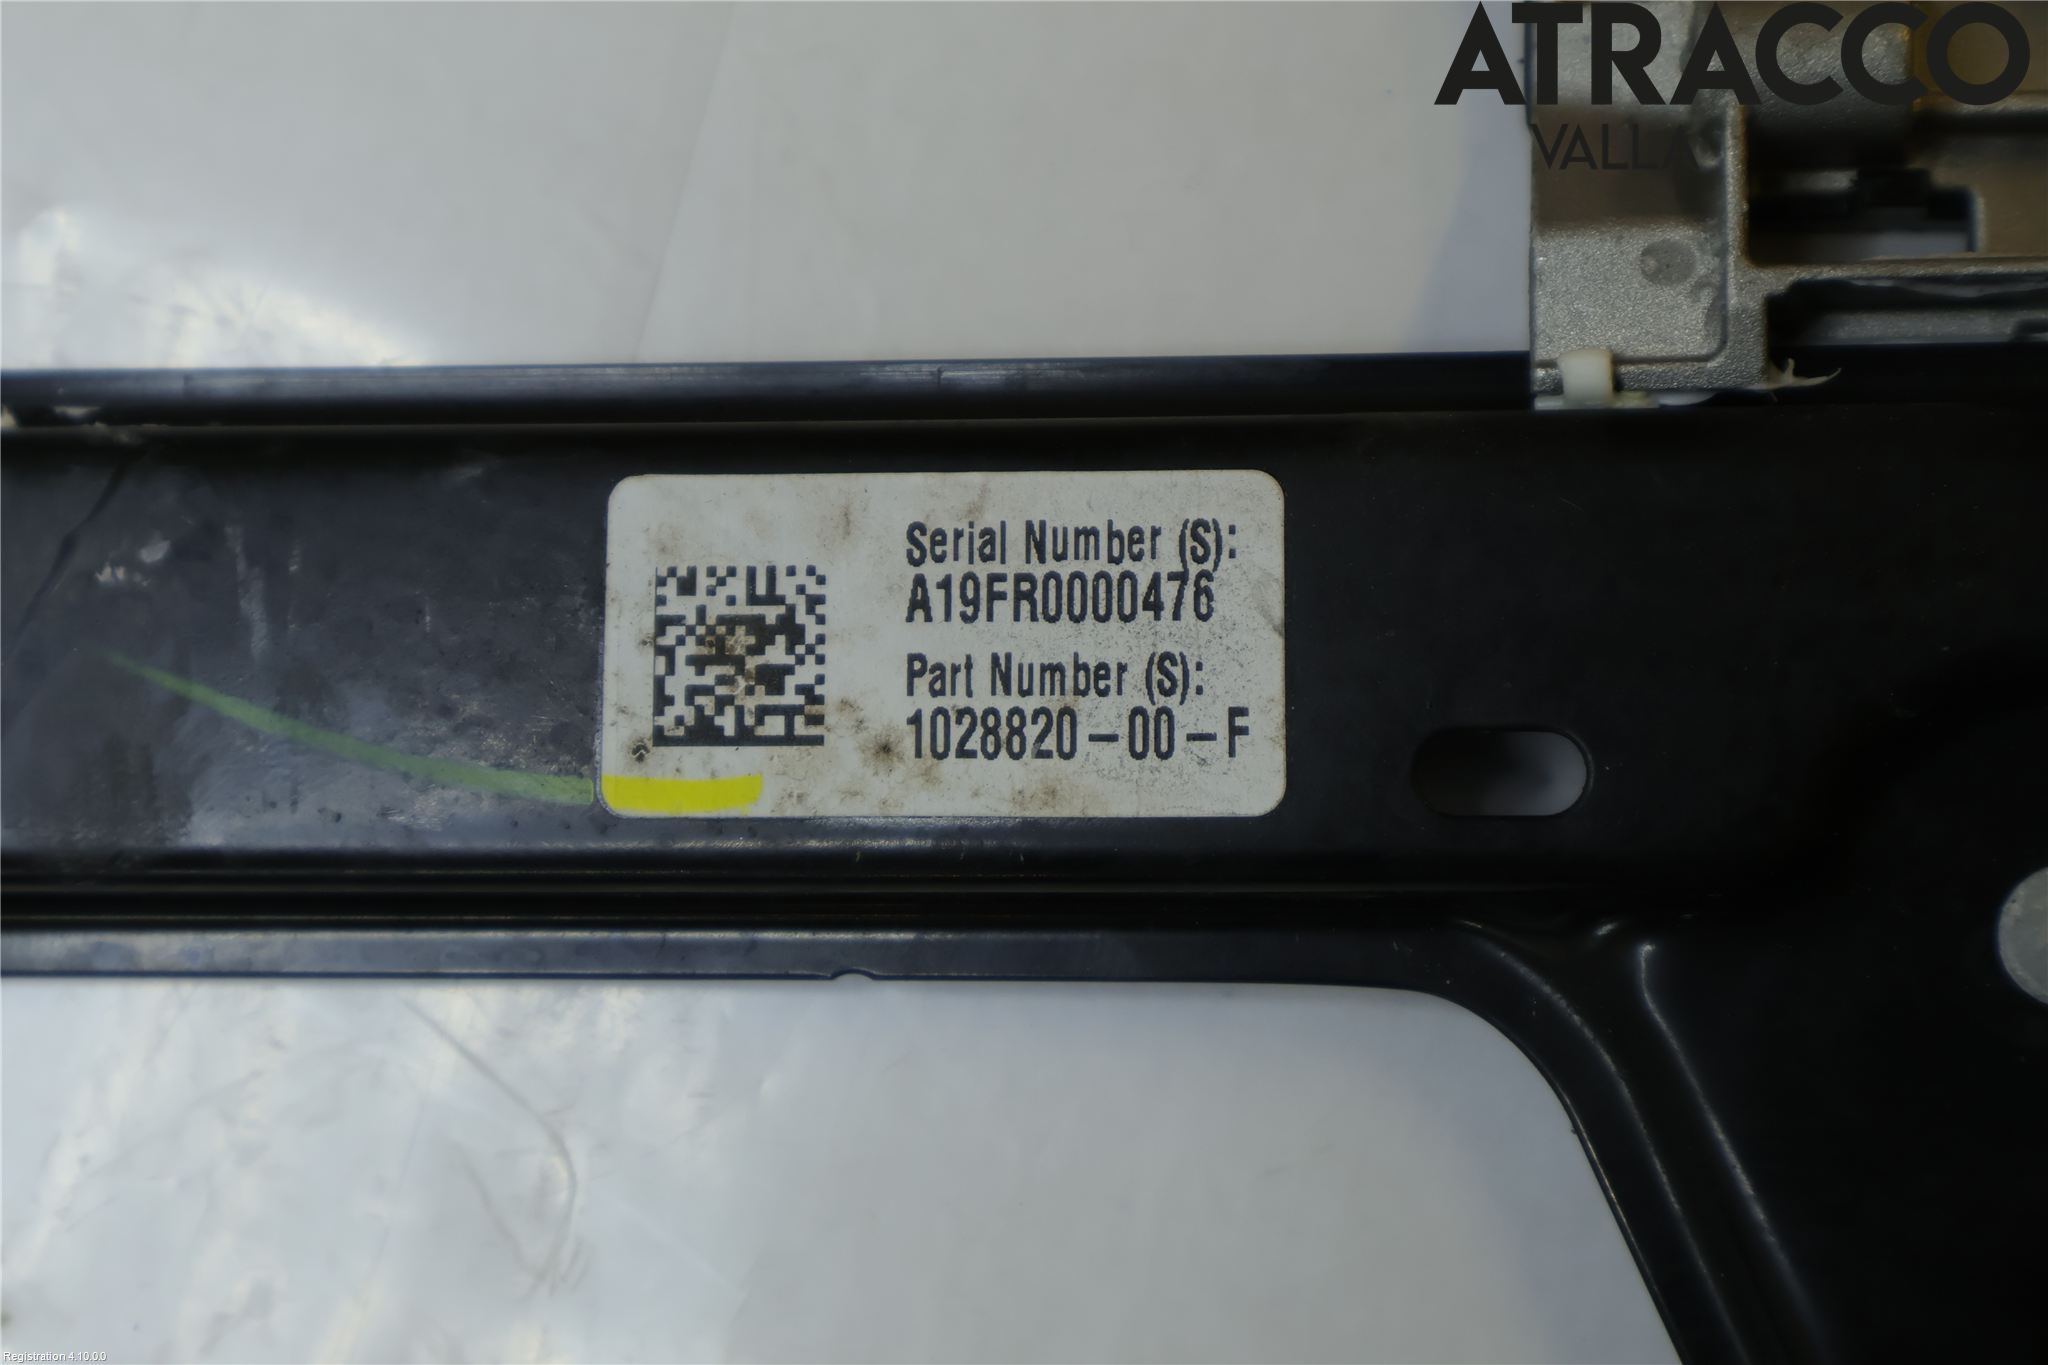 ATRACCO
VALLA
Serial Number (S):
A19FR0000476
Part Number (S):
1028820-00-F
Registration 4.10.0.0